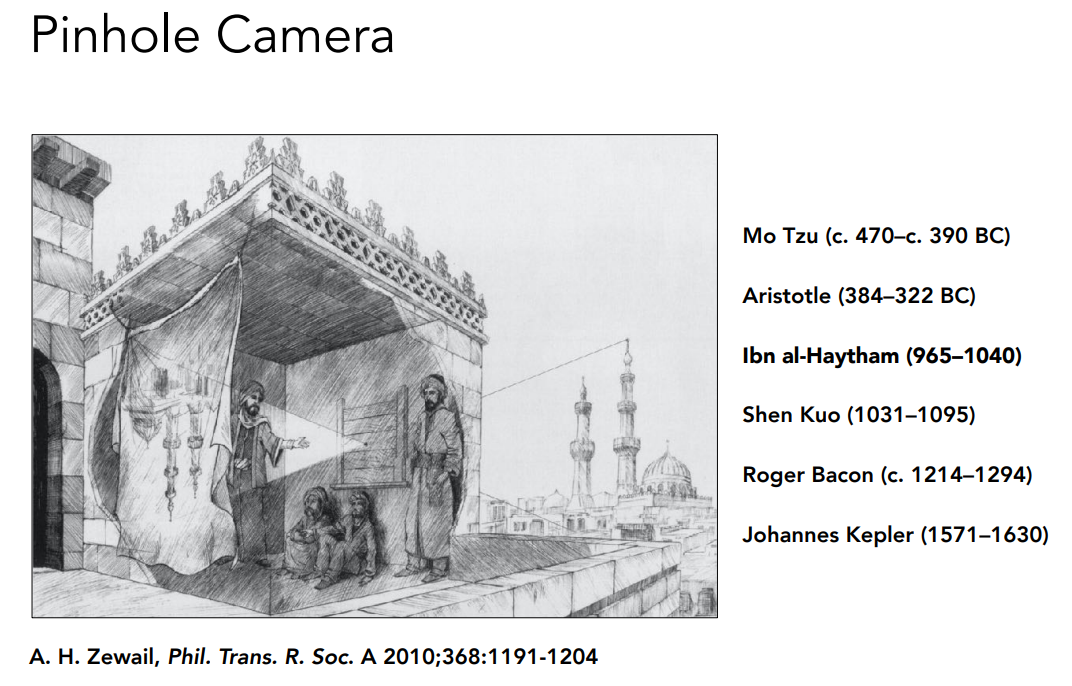 Pinhole Camera
Mo Tzu (c. 470–c. 390 BC)
Aristotle (384–322 BC)
Ibn al-Haytham (965–1040)
Shen Kuo (1031–1095)
Roger Bacon (c. 1214–1294)
Johannes Kepler (1571–1630)
A. H. Zewail, Phil. Trans. R. Soc. A 2010;368:1191-1204